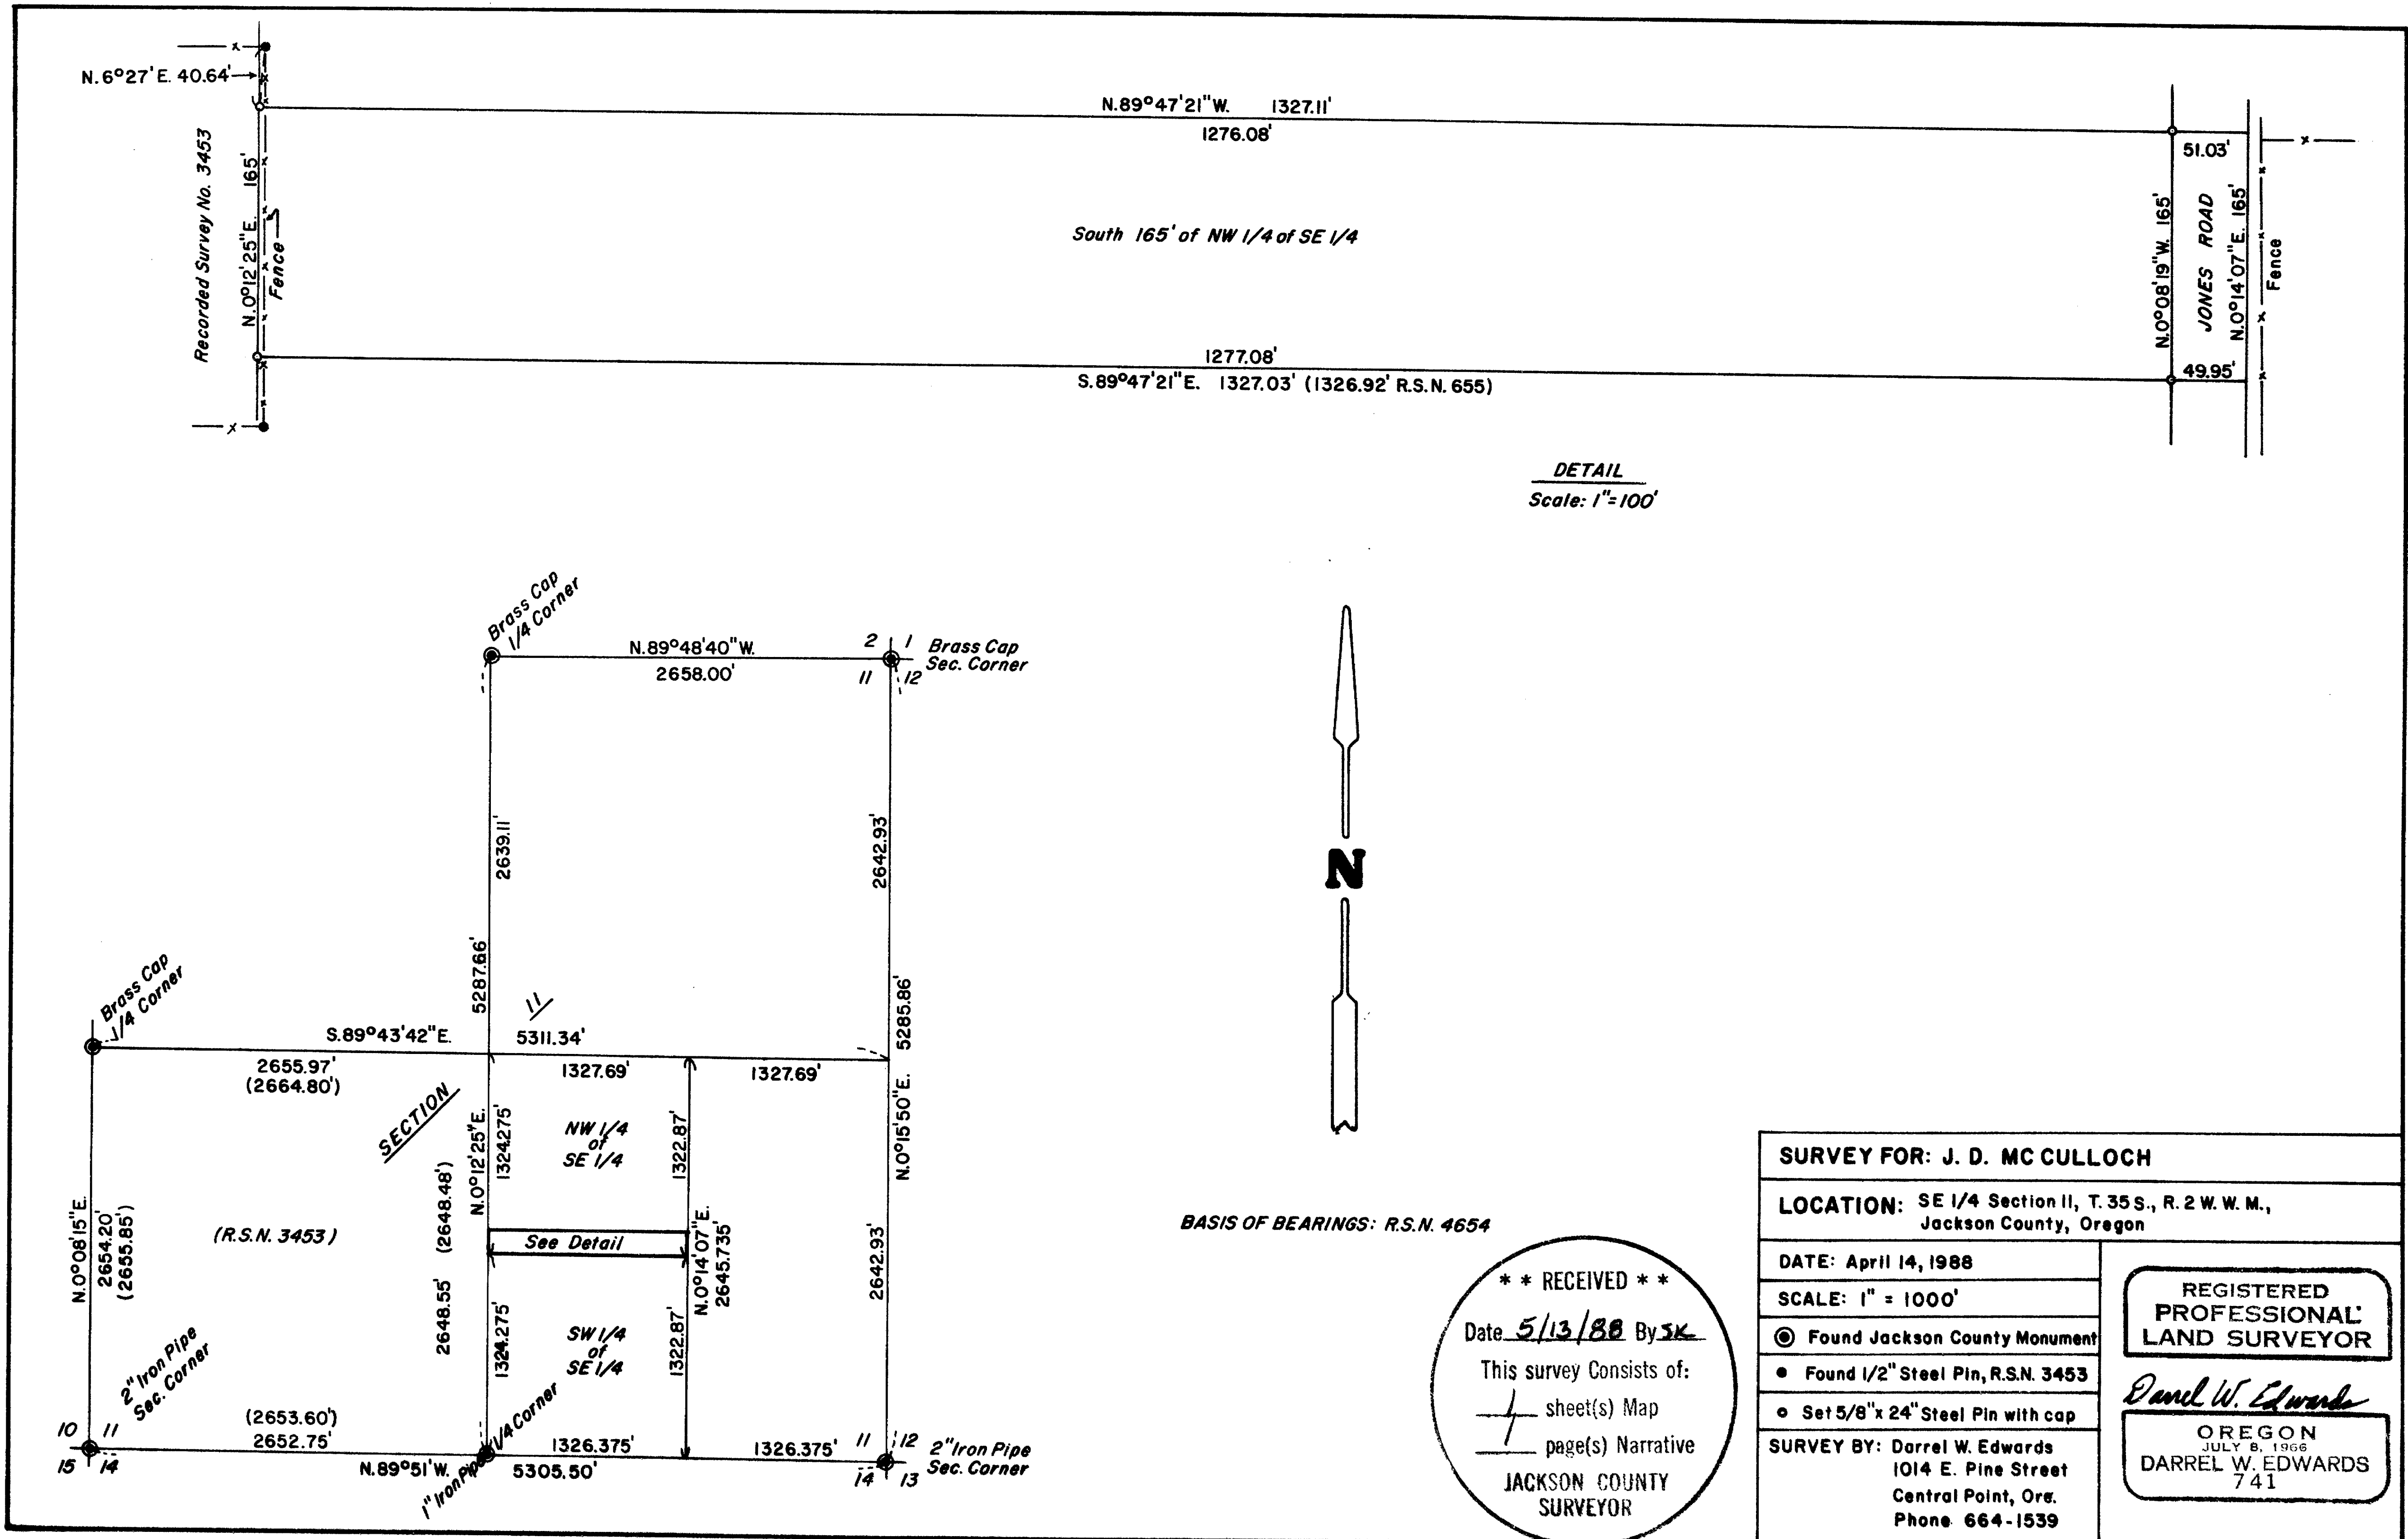 N. 6°27' E. 40.64'
N.89°47'21"W. 1327.11'
1276.08'
51.03'
Recorded Survey No. 3453
N.0°12'25"E. 165'
Fence
South 165' of NW 1/4 of SE 1/4
N.0°08'19"W. 165'
JONES ROAD
N.0°14'07"E. 165'
Fence
1277.08'
S.89°47'21"E. 1327.03' (1326.92' R.S.N. 655)
49.95'
DETAIL
Scale: 1"=100'
Brass Cap
1/4 Corner
N.89°48'40"W.
2658.00'
2 1
11 12
Brass Cap
Sec. Corner
2639.11'
2642.93'
5287.66'
5285.86'
N
Brass Cap
1/4 Corner
S.89°43'42"E.
11
5311.34'
2655.97'
(2664.80')
1327.69'
1327.69'
SECTION
N.0°12'25"E.
1324.275'
NW 1/4
of
SE 1/4
1322.87'
N.0°15'50"E.
N.0°08'15"E.
2654.20'
(2655.85')
(R.S.N. 3453)
(2648.48')
2648.55'
See Detail
N.0°14'07"E.
2645.735'
2642.93'
1324.275'
SW 1/4
of
SE 1/4
1322.87'
2" Iron Pipe
Sec. Corner
10 11
15 14
(2653.60')
2652.75'
N.89°51'W.
1" Iron Pipe
1/4 Corner
1326.375'
5305.50'
1326.375'
11 12
14 13
2" Iron Pipe
Sec. Corner
BASIS OF BEARINGS: R.S.N. 4654
* * RECEIVED * *
Date 5/13/88 By SK
This survey Consists of:
1 sheet(s) Map
page(s) Narrative
JACKSON COUNTY
SURVEYOR
SURVEY FOR: J. D. MC CULLOCH
LOCATION: SE 1/4 Section 11, T. 35 S., R. 2 W. W. M.,
Jackson County, Oregon
DATE: April 14, 1988
SCALE: 1" = 1000'
Found Jackson County Monument
Found 1/2" Steel Pin, R.S.N. 3453
Set 5/8"x 24" Steel Pin with cap
SURVEY BY: Darrel W. Edwards
1014 E. Pine Street
Central Point, Ore.
Phone 664-1539
REGISTERED
PROFESSIONAL
LAND SURVEYOR
Darrel W. Edwards
OREGON
JULY 8, 1966
DARREL W. EDWARDS
741